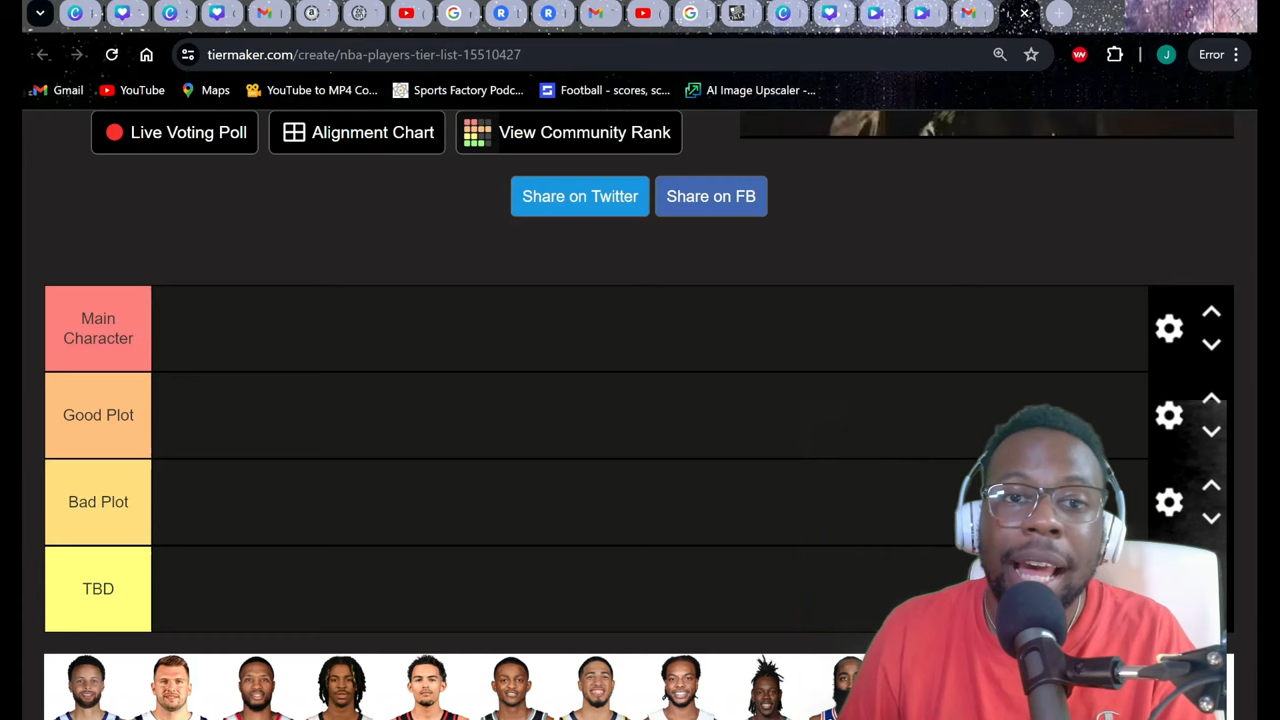 tiermaker.com/create/nba-players-tier-list-15510427
J
Error
Gmail
YouTube
Maps
YouTube to MP4 Co...
Sports Factory Podc...
Football - scores, sc...
AI Image Upscaler -...
Live Voting Poll
Alignment Chart
View Community Rank
Share on Twitter
Share on FB
Main
Character
Good Plot
Bad Plot
TBD